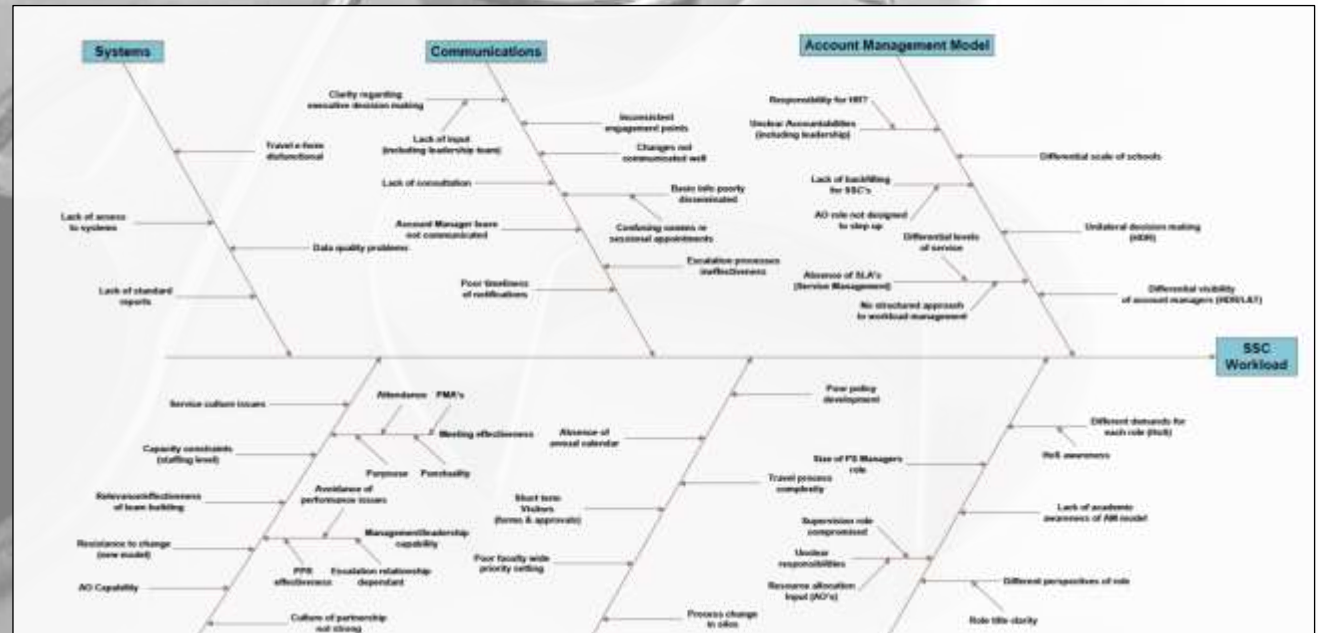 Systems
Communications
Account Management Model
Travel e-form
disfunctional
Lack of access
to systems
Data quality problems
Lack of standard
reports
Clarity regarding
executive decision making
Lack of input
(including leadership team)
Inconsistent
engagement points
Changes not
communicated well
Lack of consultation
Basic info poorly
disseminated
Confusing names re
sessional appointments
Account Manager leave
not communicated
Escalation processes
ineffectiveness
Poor timeliness
of notifications
Responsibility for HR?
Unclear Accountabilities
(including leadership)
Differential scale of schools
Lack of backfilling
for SSC's
AO role not designed
to step up
Differential levels
of service
Unilateral decision making
(HDR)
Absence of SLA's
(Service Management)
No structured approach
to workload management
Differential visibility
of account managers (HDR/L&T)
SSC
Workload
Service culture issues
Attendance
PMA's
Meeting effectiveness
Purpose
Punctuality
Capacity constraints
(staffing level)
Avoidance of
performance issues
Relevance/effectiveness
of team building
Management/leadership
capability
Resistance to change
(new model)
PPR
effectiveness
Escalation relationship
dependant
AO Capability
Culture of partnership
not strong
Poor policy
development
Absence of
annual calendar
Travel process
complexity
Short term
Visitors
(forms & approvals)
Poor faculty wide
priority setting
Process change
in silos
Different demands for
each role (HoS)
HoS awareness
Size of PS Managers
role
Lack of academic
awareness of AM model
Supervision role
compromised
Unclear
responsibilities
Resource allocation
Input (AO's)
Different perspectives of role
Role title clarity